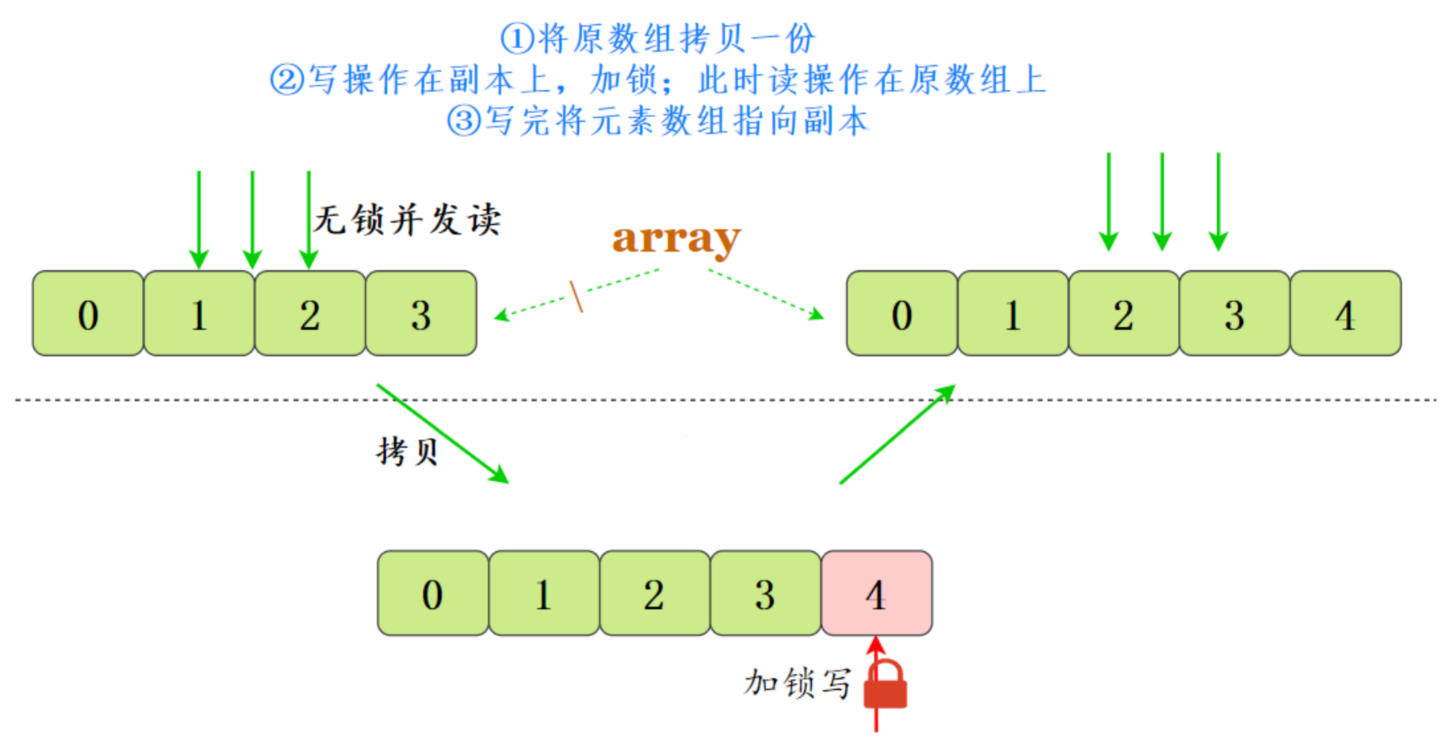 ①将原数组拷贝一份
②写操作在副本上，加锁；此时读操作在原数组上
③写完将元素数组指向副本
无锁并发读
array
0 1 2 3
0 1 2 3 4
拷贝
0 1 2 3 4
加锁写